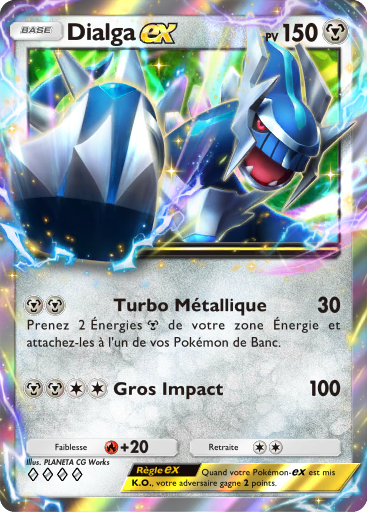 BASE Dialga ex PV 150
Turbo Métallique 30
Prenez 2 Énergies de votre zone Énergie et
attachez-les à l'un de vos Pokémon de Banc.
Gros Impact 100
Faiblesse +20 Retraite
Illus. PLANETA CG Works
Règle ex Quand votre Pokémon-ex est mis
K.O., votre adversaire gagne 2 points.